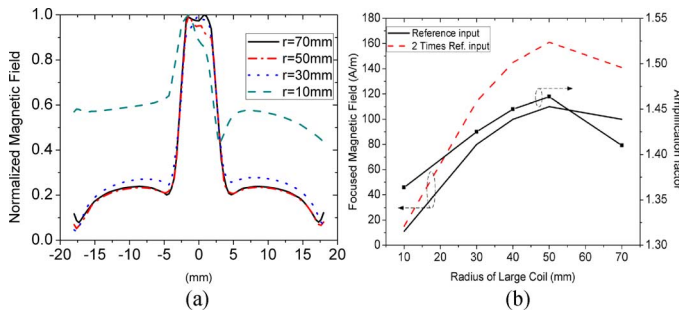 (a)
Normalized Magnetic Field
1.0
0.8
0.6
0.4
0.2
0.0
r=70mm
r=50mm
r=30mm
r=10mm
-20 -15 -10 -5 0 5 10 15 20
(mm)
(a)
Focused Magnetic Field (A/m)
180
160
140
120
100
80
60
40
20
0
Reference input
2 Times Ref. input
1.55
1.50
1.45
1.40
1.35
1.30
Amplification factor
10 20 30 40 50 60 70
Radius of Large Coil (mm)
(b)